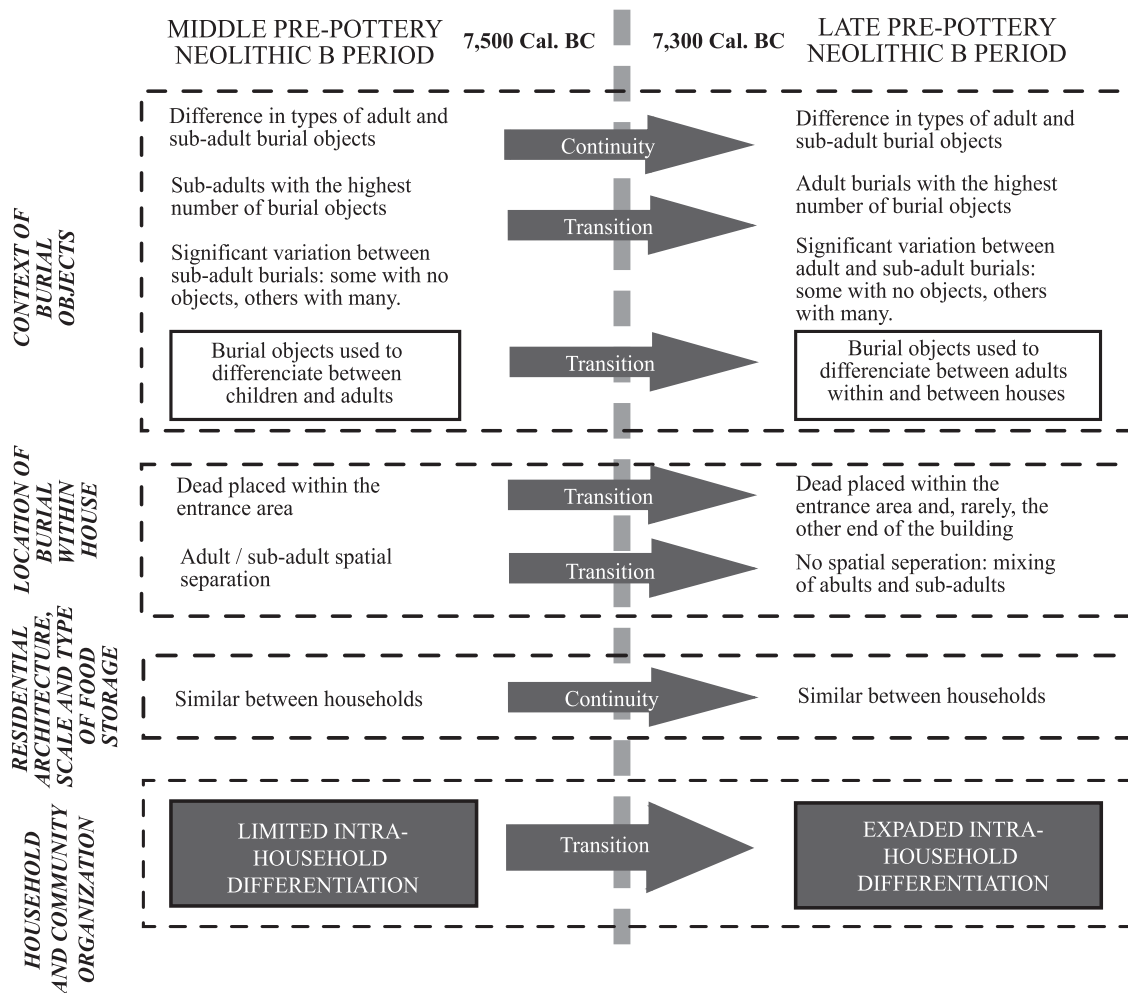 MIDDLE PRE-POTTERY
NEOLITHIC B PERIOD
7,500 Cal. BC
7,300 Cal. BC
LATE PRE-POTTERY
NEOLITHIC B PERIOD
CONTEXT OF
BURIAL
OBJECTS
Difference in types of adult and
sub-adult burial objects
Continuity
Difference in types of adult and
sub-adult burial objects
Sub-adults with the highest
number of burial objects
Transition
Adult burials with the highest
number of burial objects
Significant variation between
sub-adult burials: some with no
objects, others with many.
Significant variation between
adult and sub-adult burials:
some with no objects, others
with many.
Burial objects used to
differenciate between
children and adults
Transition
Burial objects used to
differenciate between adults
within and between houses
LOCATION OF
BURIAL
WITHIN
HOUSE
Dead placed within the
entrance area
Transition
Dead placed within the
entrance area and, rarely, the
other end of the building
Adult / sub-adult spatial
separation
Transition
No spatial seperation: mixing
of abults and sub-adults
RESIDENTIAL
ARCHITECTURE,
SCALE AND TYPE
OF FOOD
STORAGE
Similar between households
Continuity
Similar between households
HOUSEHOLD
AND COMMUNITY
ORGANIZATION
LIMITED INTRA-
HOUSEHOLD
DIFFERENTIATION
Transition
EXPADED INTRA-
HOUSEHOLD
DIFFERENTIATION